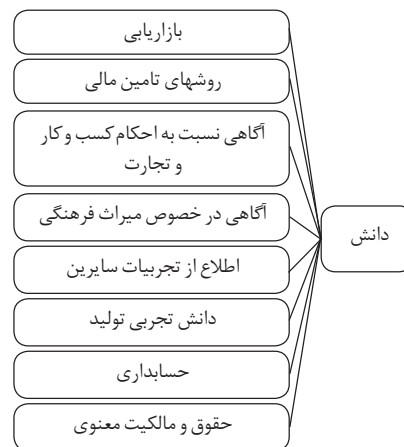 بازاریابی
روشهای تامین مالی
آگاهی نسبت به احکام کسب و کار
و تجارت
آگاهی در خصوص میراث فرهنگی
دانش
اطلاع از تجربیات سایرین
دانش تجربی تولید
حسابداری
حقوق و مالکیت معنوی